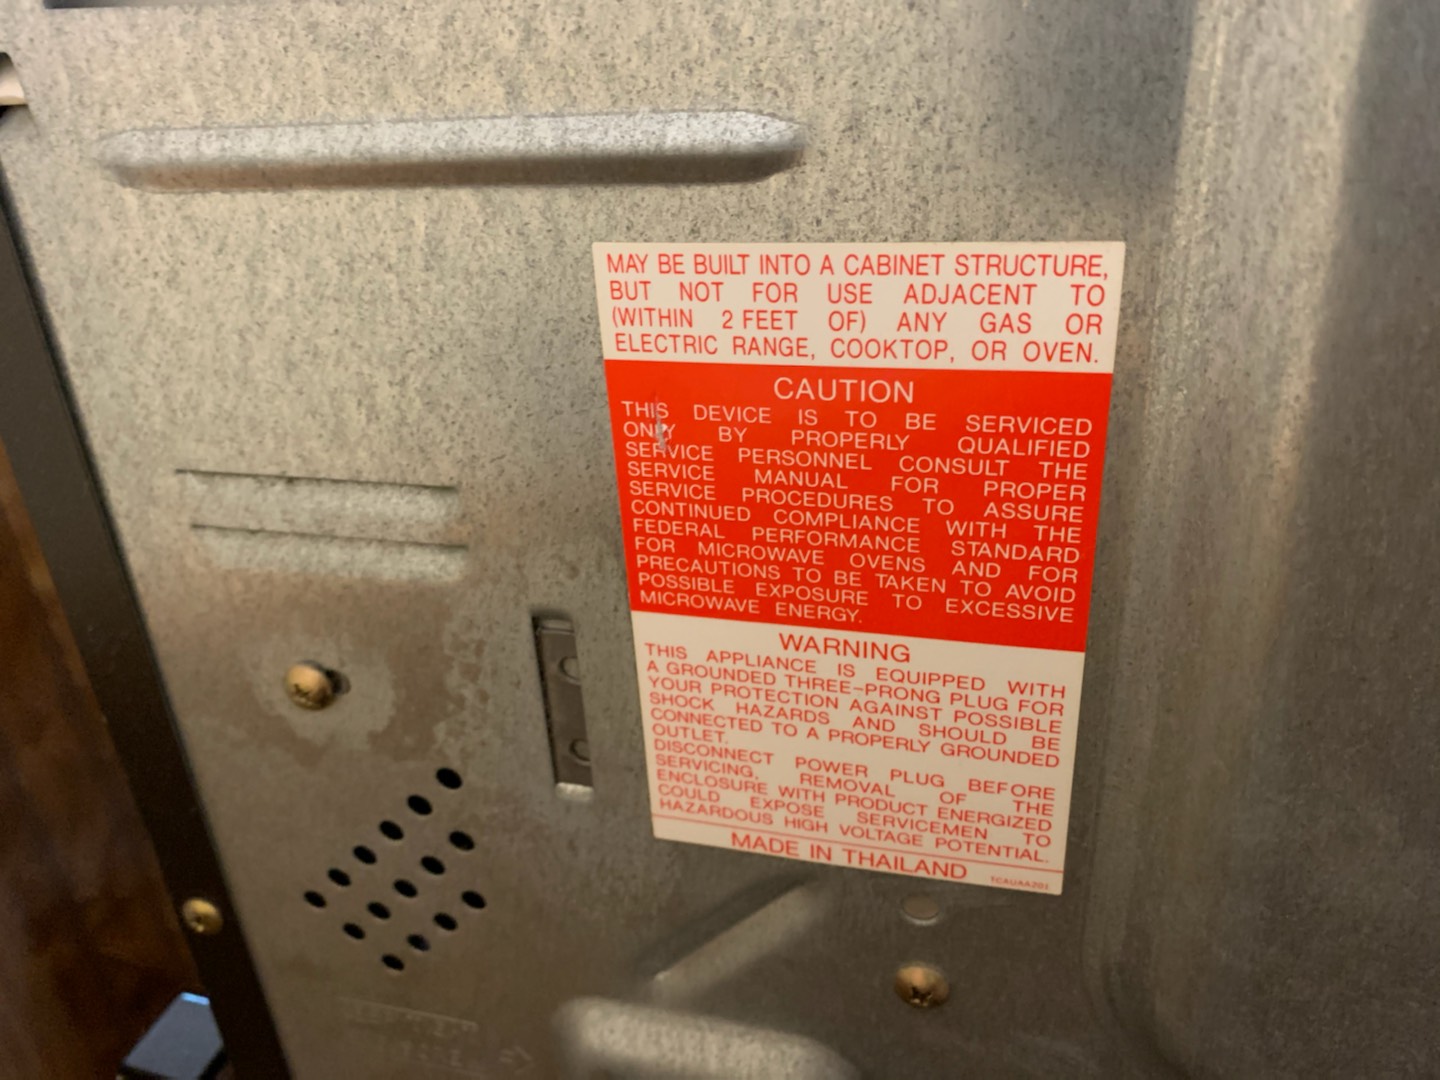 MAY BE BUILT INTO A CABINET STRUCTURE,
BUT NOT FOR USE ADJACENT TO
(WITHIN 2 FEET OF) ANY GAS OR
ELECTRIC RANGE, COOKTOP, OR OVEN.
CAUTION
THIS DEVICE IS TO BE SERVICED
ONLY BY PROPERLY QUALIFIED
SERVICE PERSONNEL CONSULT THE
SERVICE MANUAL FOR PROPER
SERVICE PROCEDURES TO ASSURE
CONTINUED COMPLIANCE WITH THE
FEDERAL PERFORMANCE STANDARD
FOR MICROWAVE OVENS AND FOR
PRECAUTIONS TO BE TAKEN TO AVOID
POSSIBLE EXPOSURE TO EXCESSIVE
MICROWAVE ENERGY.
WARNING
THIS APPLIANCE IS EQUIPPED WITH
A GROUNDED THREE-PRONG PLUG FOR
YOUR PROTECTION AGAINST POSSIBLE
SHOCK HAZARDS AND SHOULD BE
CONNECTED TO A PROPERLY GROUNDED
OUTLET.
DISCONNECT POWER PLUG BEFORE
SERVICING, REMOVAL OF THE
ENCLOSURE WITH PRODUCT ENERGIZED
COULD EXPOSE SERVICEMEN TO
HAZARDOUS HIGH VOLTAGE POTENTIAL.
MADE IN THAILAND